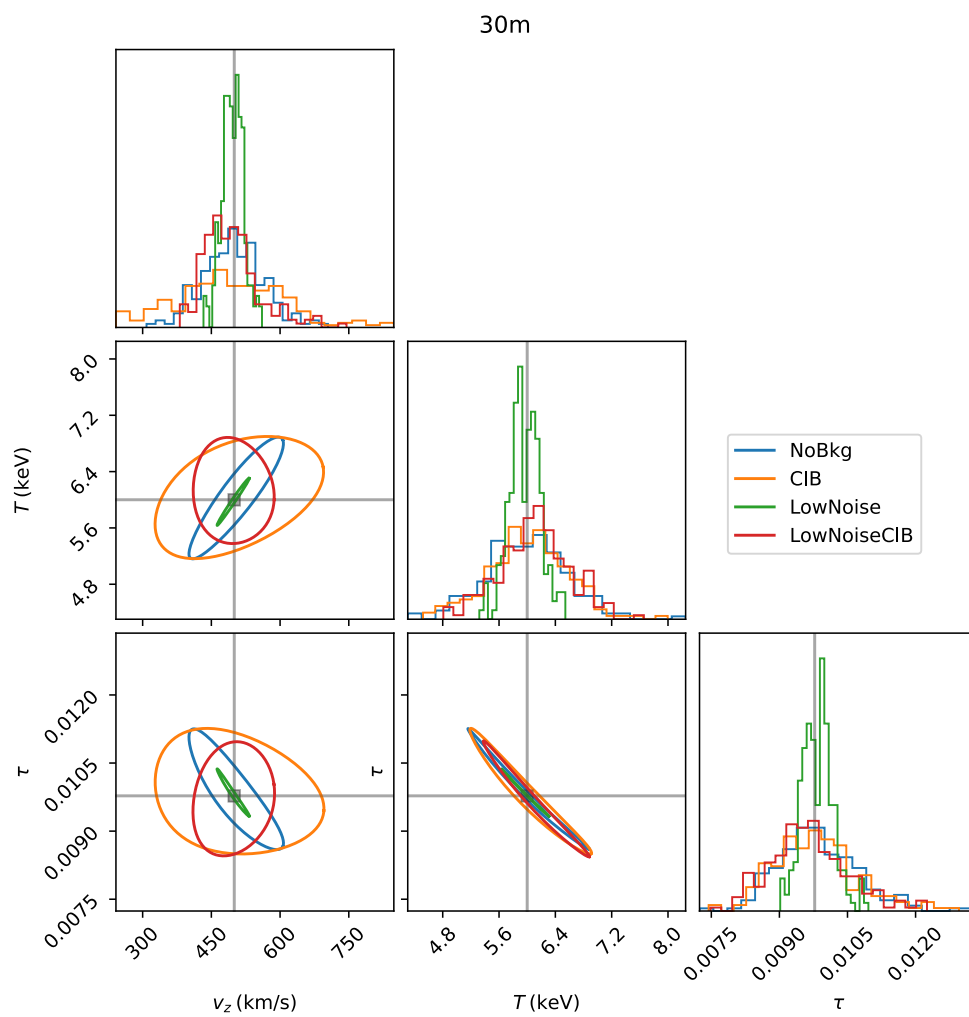 30m
8.0
7.2
6.4
5.6
4.8
T (keV)
NoBkg
CIB
LowNoise
LowNoiseCIB
0.0120
0.0105
0.0090
0.0075
τ
τ
300 450 600 750
4.8 5.6 6.4 7.2 8.0
0.0075 0.0090 0.0105 0.0120
v_z (km/s)
T (keV)
τ